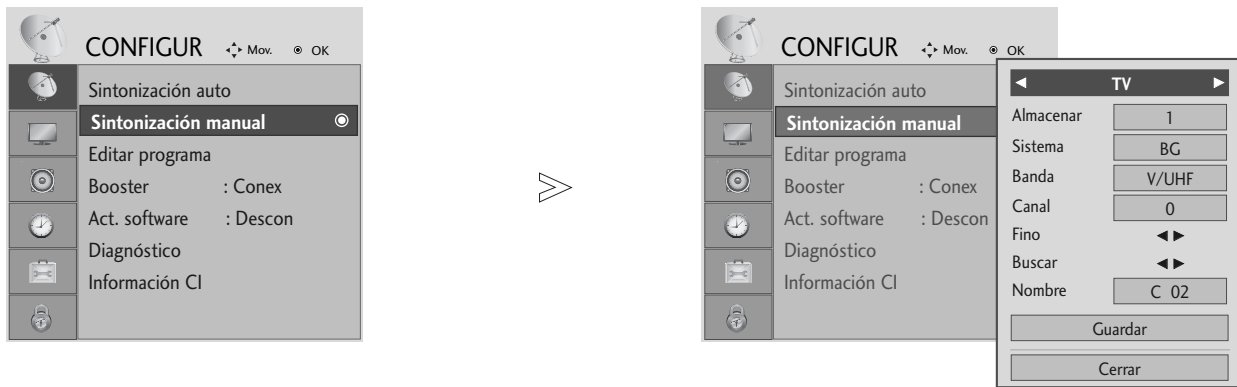 CONFIGUR Mov. OK
Sintonización auto
Sintonización manual
Editar programa
Booster : Conex
Act. software : Descon
Diagnóstico
Información CI
CONFIGUR Mov. OK
Sintonización auto
Sintonización manual
Editar programa
Booster : Conex
Act. software : Descon
Diagnóstico
Información CI
TV
Almacenar 1
Sistema BG
Banda V/UHF
Canal 0
Fino
Buscar
Nombre C 02
Guardar
Cerrar